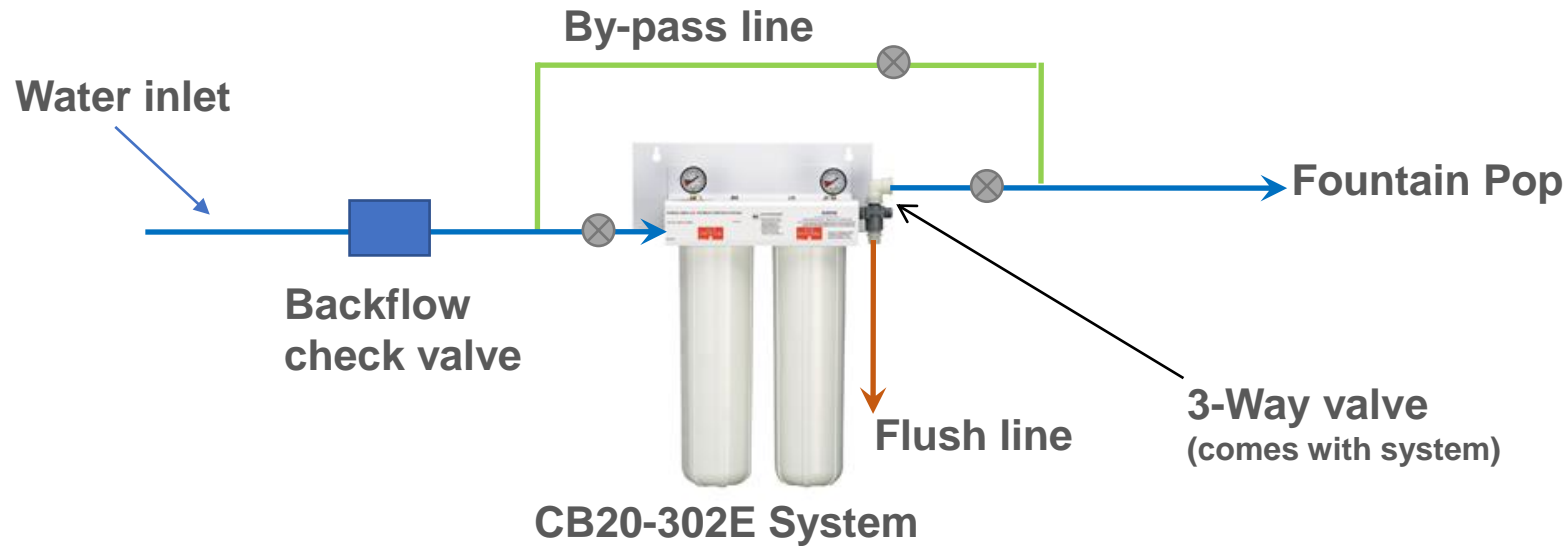 By-pass line
Water inlet
Fountain Pop
Backflow
check valve
3-Way valve
(comes with system)
Flush line
CB20-302E System